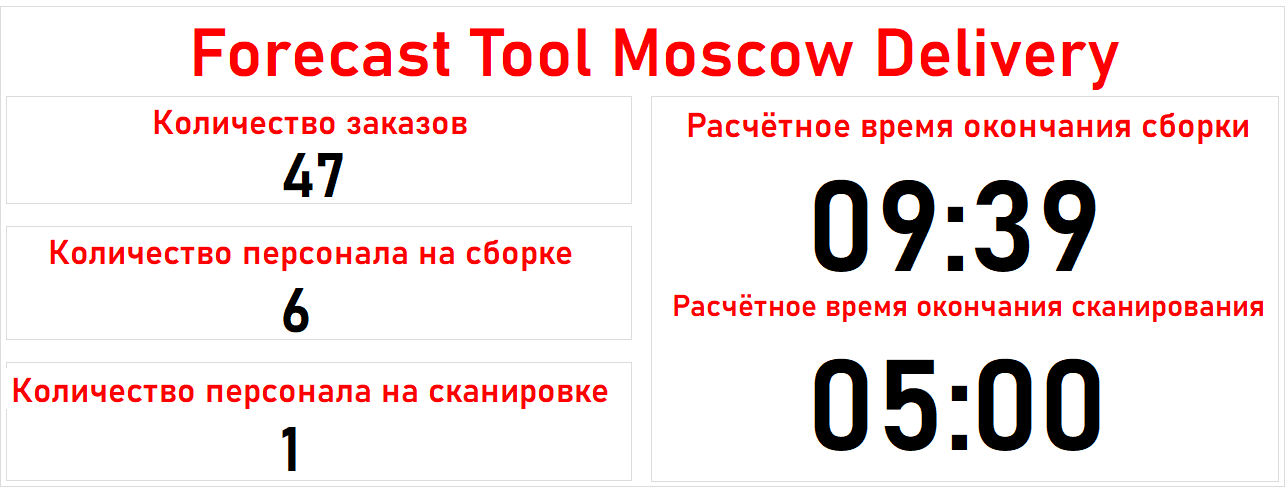 Forecast Tool Moscow Delivery
Количество заказов
47
Количество персонала на сборке
6
Количество персонала на сканировке
1
Расчётное время окончания сборки
09:39
Расчётное время окончания сканирования
05:00